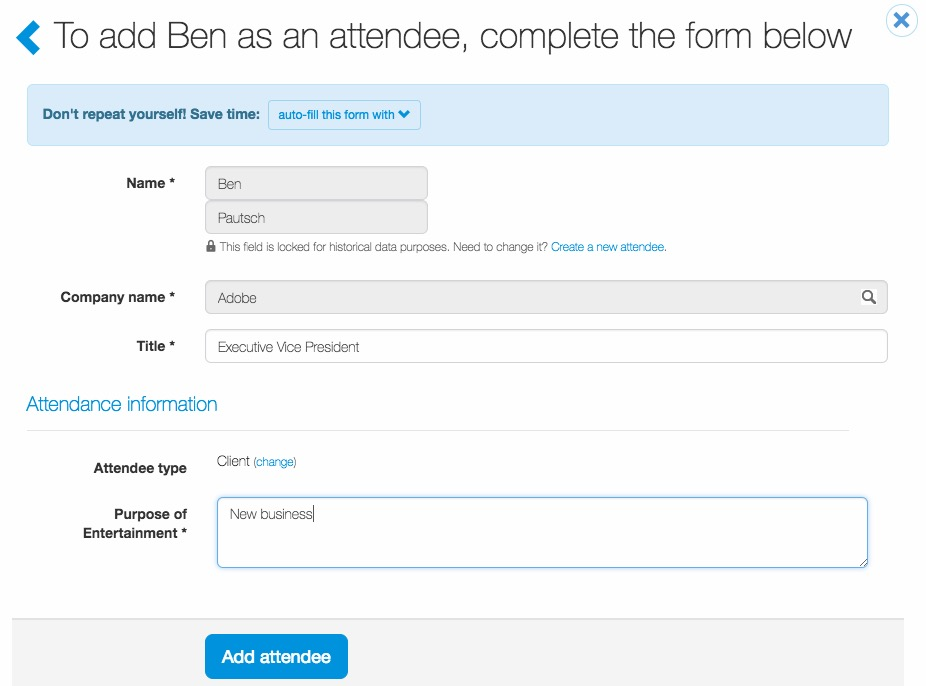 To add Ben as an attendee, complete the form below
Don't repeat yourself! Save time: auto-fill this form with
Name *
Ben
Pautsch
This field is locked for historical data purposes. Need to change it? Create a new attendee.
Company name *
Adobe
Title *
Executive Vice President
Attendance information
Attendee type
Client (change)
Purpose of
Entertainment *
New business
Add attendee